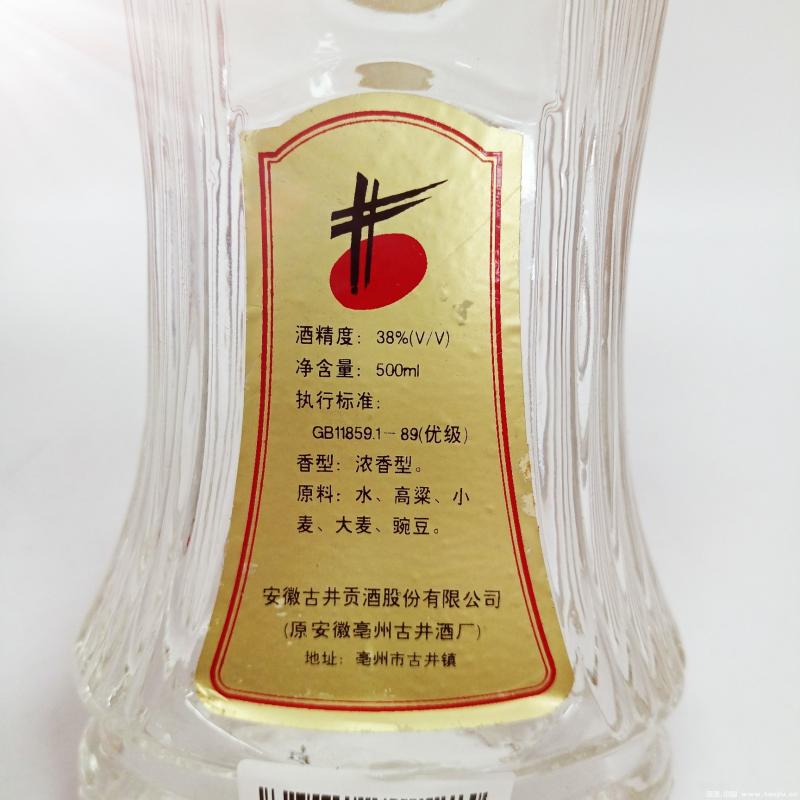 酒精度：38%(V/V)
净含量：500ml
执行标准：
GB11859.1-89(优级)
香型：浓香型。
原料：水、高粱、小
麦、大麦、豌豆。
安徽古井贡酒股份有限公司
(原安徽亳州古井酒厂)
地址：亳州市古井镇